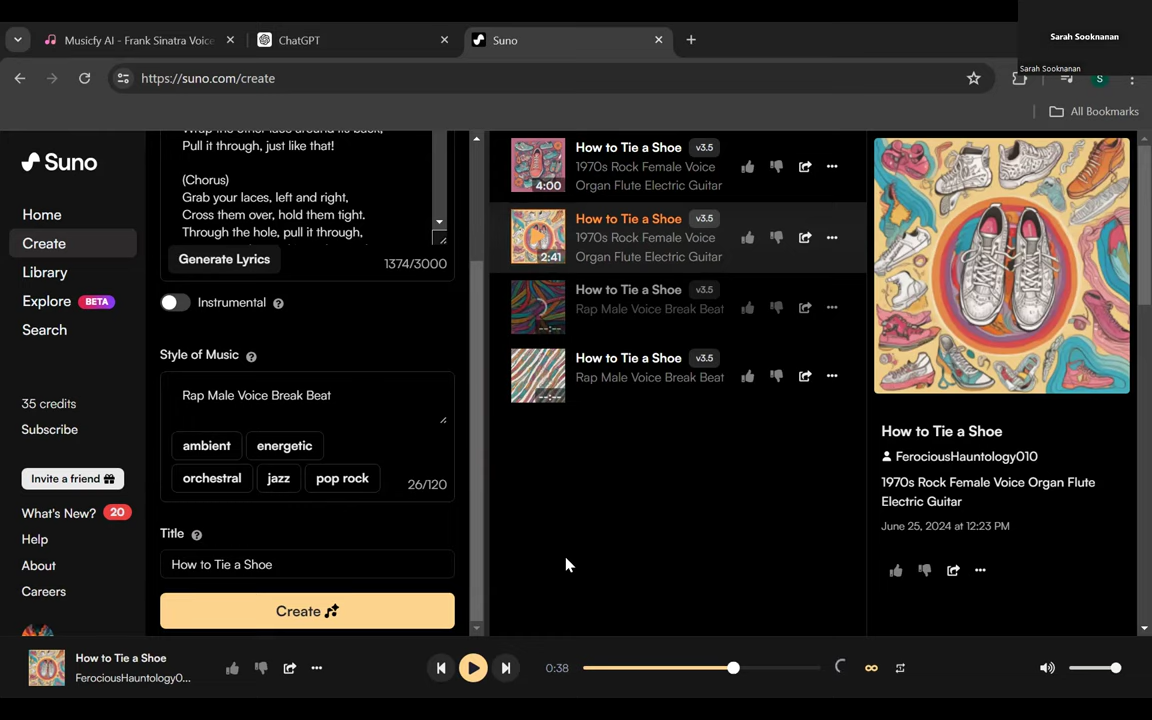 Sarah Sooknanan
Musicfy AI - Frank Sinatra Voice
ChatGPT
Suno
Sarah Sooknanan
https://suno.com/create
S
All Bookmarks
Suno
Home
Create
Library
Explore BETA
Search
35 credits
Subscribe
Invite a friend
What's New? 20
Help
About
Careers
Wrap the other lace around its back,
Pull it through, just like that!
(Chorus)
Grab your laces, left and right,
Cross them over, hold them tight.
Through the hole, pull it through,
Generate Lyrics
1374/3000
Instrumental
Style of Music
Rap Male Voice Break Beat
ambient
energetic
orchestral
jazz
pop rock
26/120
Title
How to Tie a Shoe
Create
How to Tie a Shoe v3.5
1970s Rock Female Voice
Organ Flute Electric Guitar
4:00
How to Tie a Shoe v3.5
1970s Rock Female Voice
Organ Flute Electric Guitar
2:41
How to Tie a Shoe v3.5
Rap Male Voice Break Beat
--:--
How to Tie a Shoe v3.5
Rap Male Voice Break Beat
--:--
How to Tie a Shoe
FerociousHauntology010
1970s Rock Female Voice Organ Flute
Electric Guitar
June 25, 2024 at 12:23 PM
How to Tie a Shoe
FerociousHauntology0...
0:38